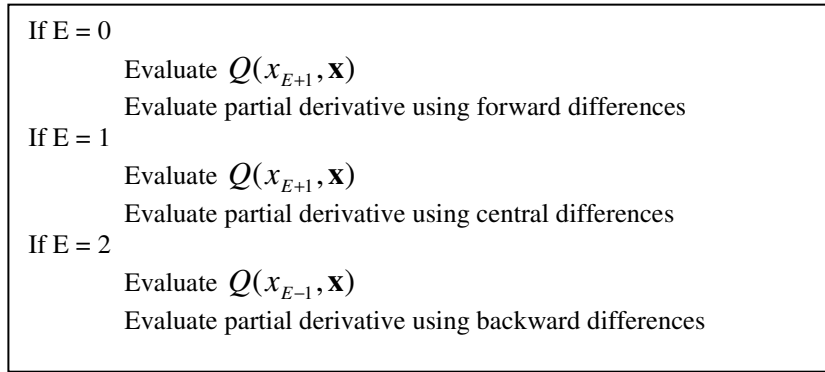 If E = 0
Evaluate Q(x_{E+1}, x)
Evaluate partial derivative using forward differences
If E = 1
Evaluate Q(x_{E+1}, x)
Evaluate partial derivative using central differences
If E = 2
Evaluate Q(x_{E−1}, x)
Evaluate partial derivative using backward differences